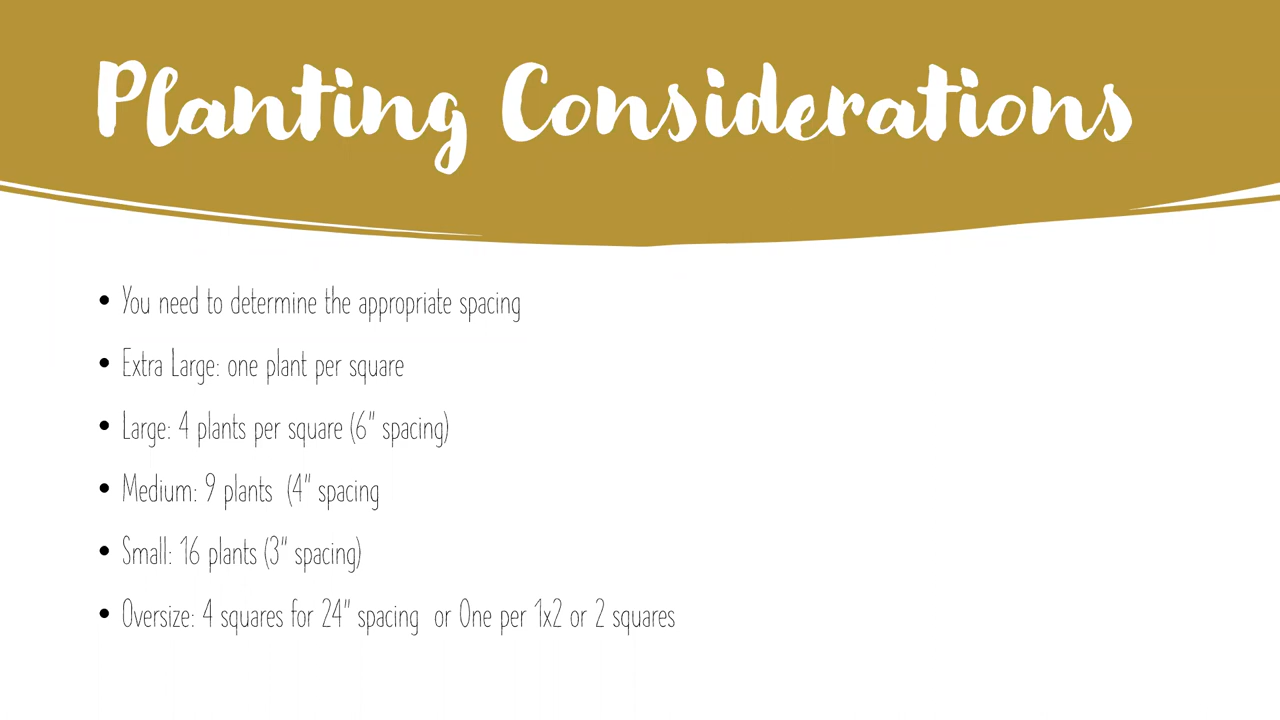 Planting Considerations
• You need to determine the appropriate spacing
• Extra Large: one plant per square
• Large: 4 plants per square (6" spacing)
• Medium: 9 plants  (4" spacing
• Small: 16 plants (3" spacing)
• Oversize: 4 squares for 24" spacing  or One per 1x2 or 2 squares